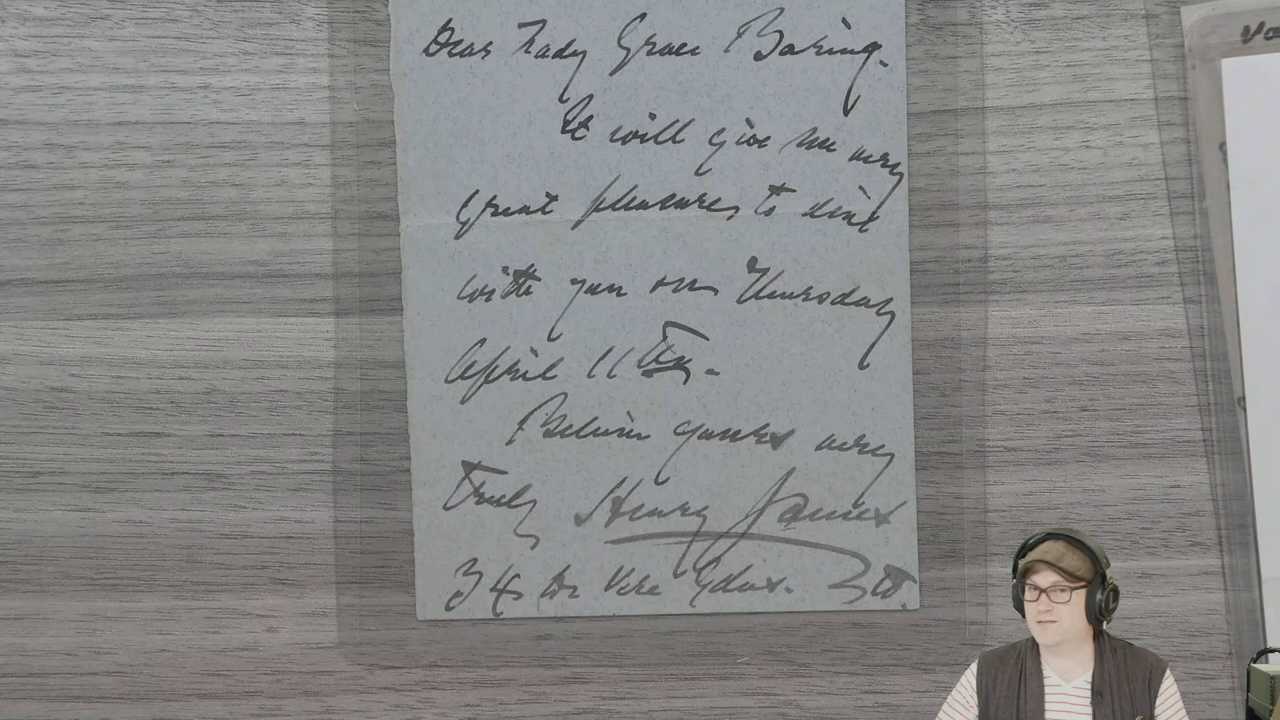 Dear Lady Grace Baring.
It will give me very
great pleasure, to dine
with you on Thursday
April 11th.
Believe yours very
truly Henry James
34 De Vere Gdns.